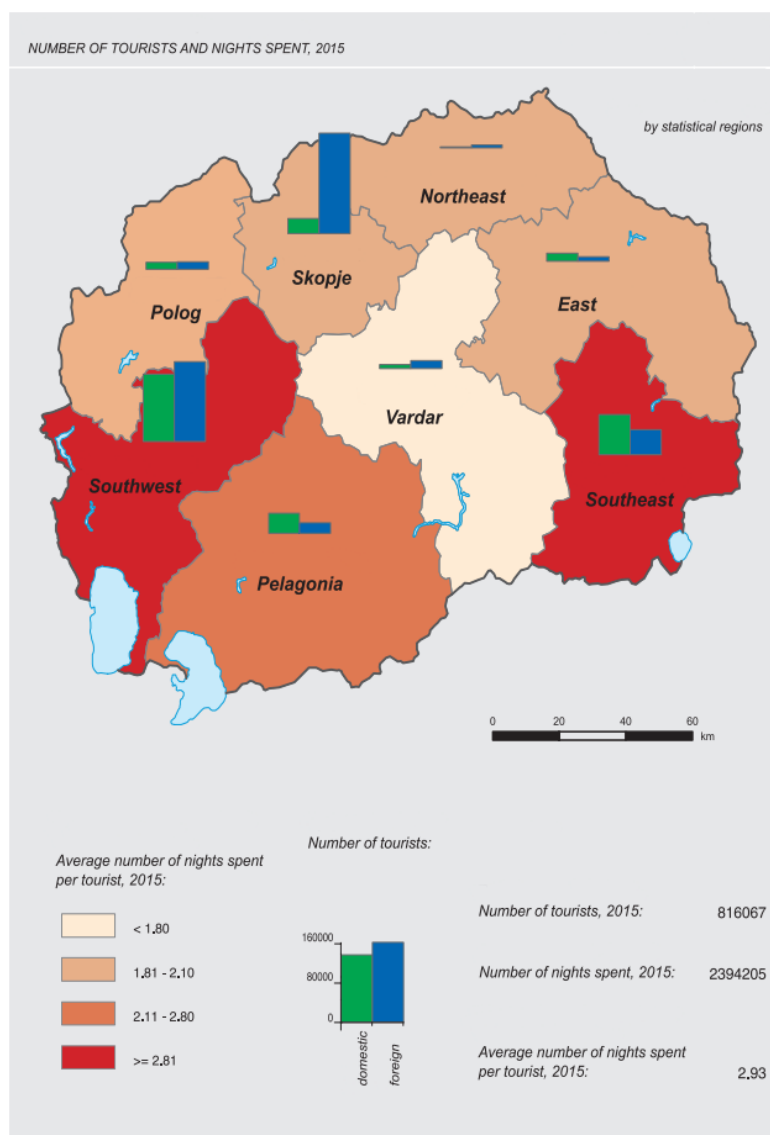 NUMBER OF TOURISTS AND NIGHTS SPENT, 2015
by statistical regions
Northeast
Skopje
Polog
East
Vardar
Southwest
Southeast
Pelagonia
0 20 40 60
km
Average number of nights spent
per tourist, 2015:
< 1.80
1.81 - 2.10
2.11 - 2.80
>= 2.81
Number of tourists:
160000
80000
0
domestic
foreign
Number of tourists, 2015: 816067
Number of nights spent, 2015: 2394205
Average number of nights spent
per tourist, 2015: 2.93